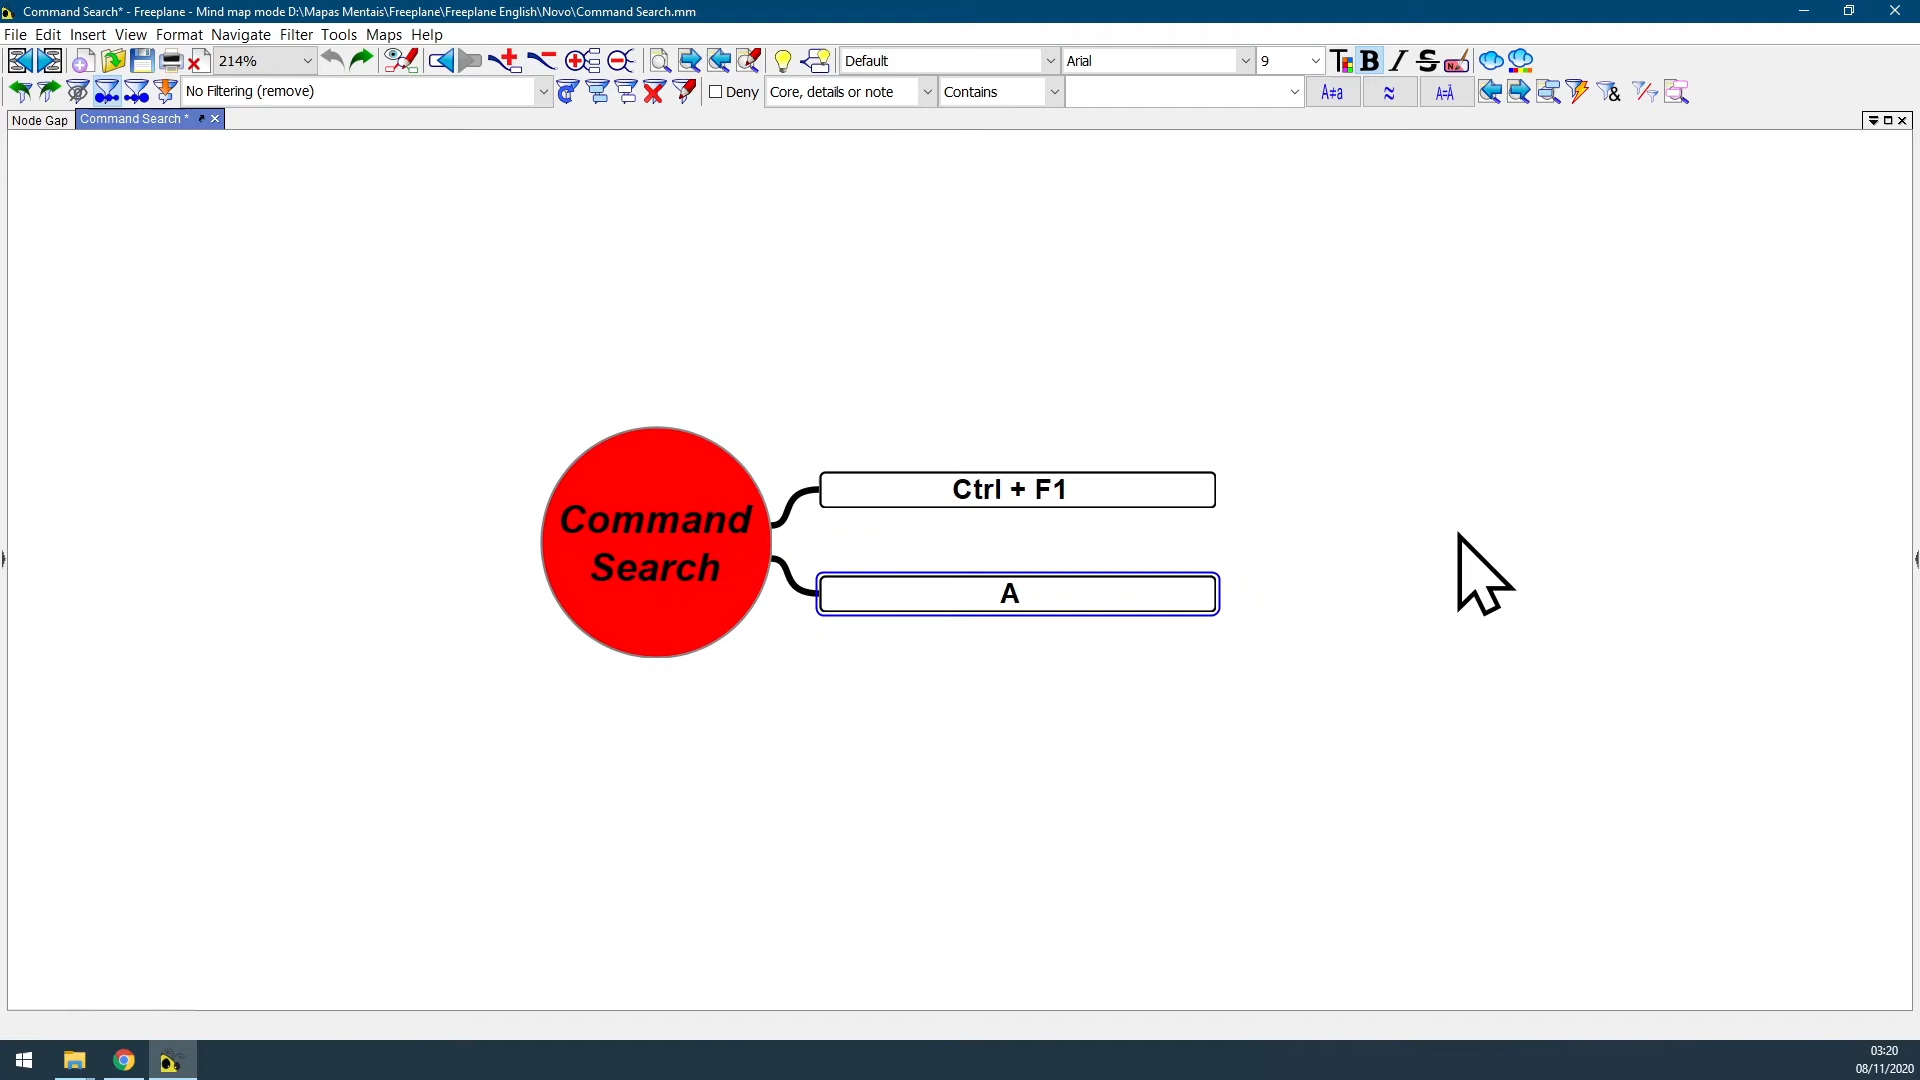 Command Search* - Freeplane - Mind map mode D:\Mapas Mentais\Freeplane\Freeplane English\Novo\Command Search.mm
File Edit Insert View Format Navigate Filter Tools Maps Help
214% Default Arial 9 B I S
No Filtering (remove) Deny Core, details or note Contains A≠a ≈ A=Ä &
Node Gap Command Search *
Ctrl + F1
Command
Search
A
03:20
08/11/2020